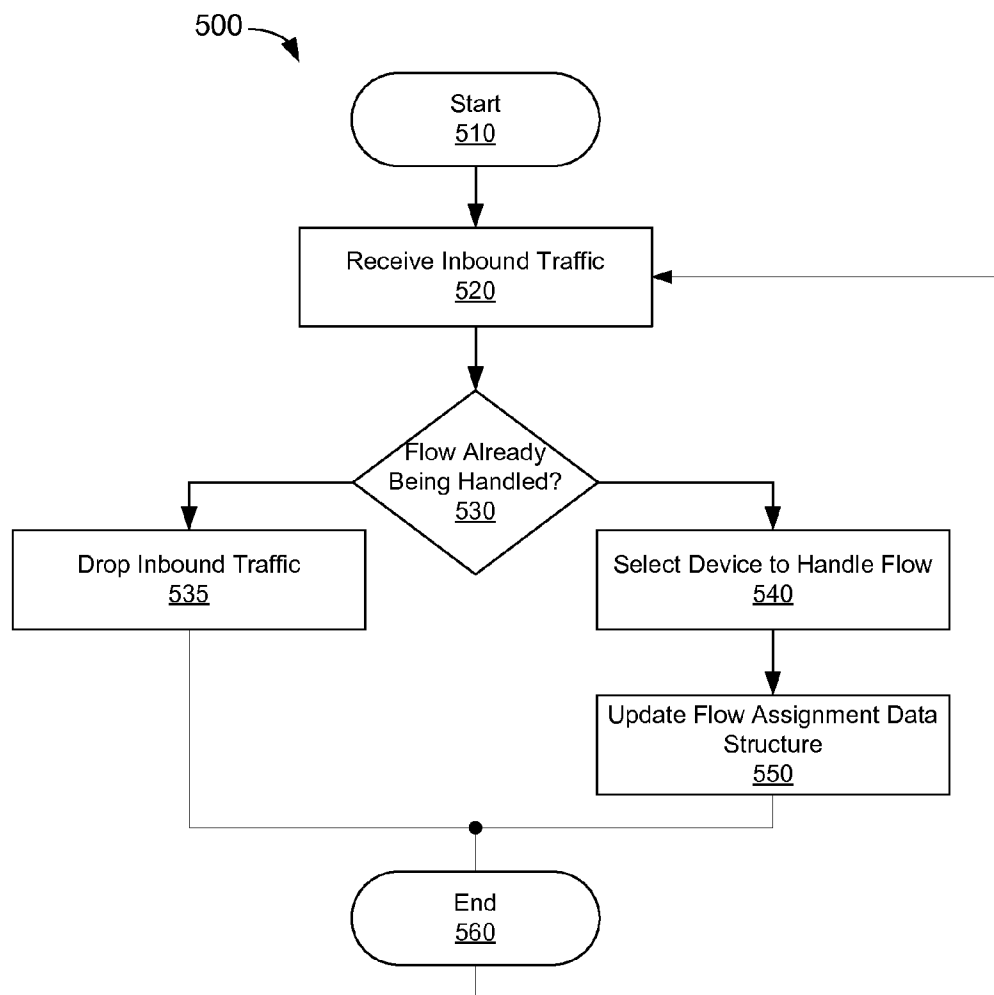 500
Start
510
Receive Inbound Traffic
520
Flow Already
Being Handled?
530
Drop Inbound Traffic
535
Select Device to Handle Flow
540
Update Flow Assignment Data
Structure
550
End
560